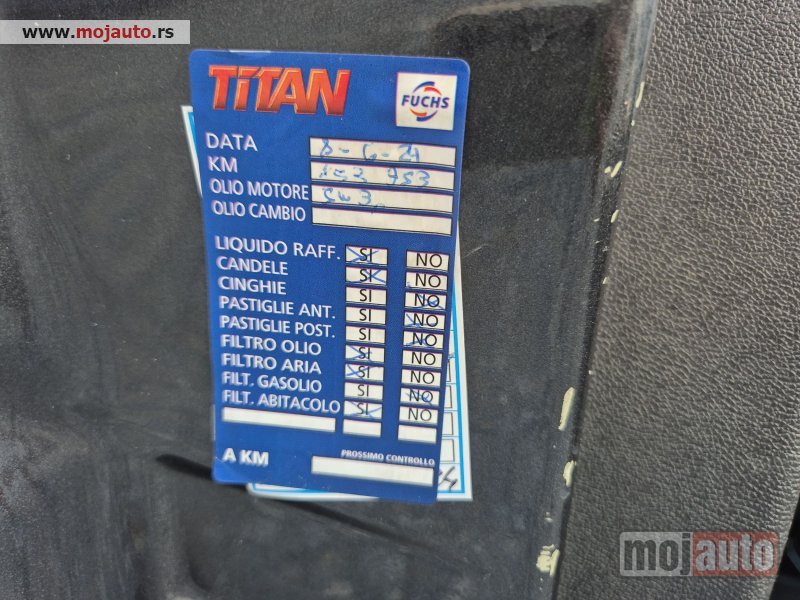 www.mojauto.rs
TITAN
FUCHS
DATA
KM
OLIO MOTORE
OLIO CAMBIO
LIQUIDO RAFF. SI NO
CANDELE SI NO
CINGHIE SI NO
PASTIGLIE ANT. SI NO
PASTIGLIE POST. SI NO
FILTRO OLIO SI NO
FILTRO ARIA SI NO
FILT. GASOLIO SI NO
FILT. ABITACOLO SI NO
A KM
PROSSIMO CONTROLLO
mojauto